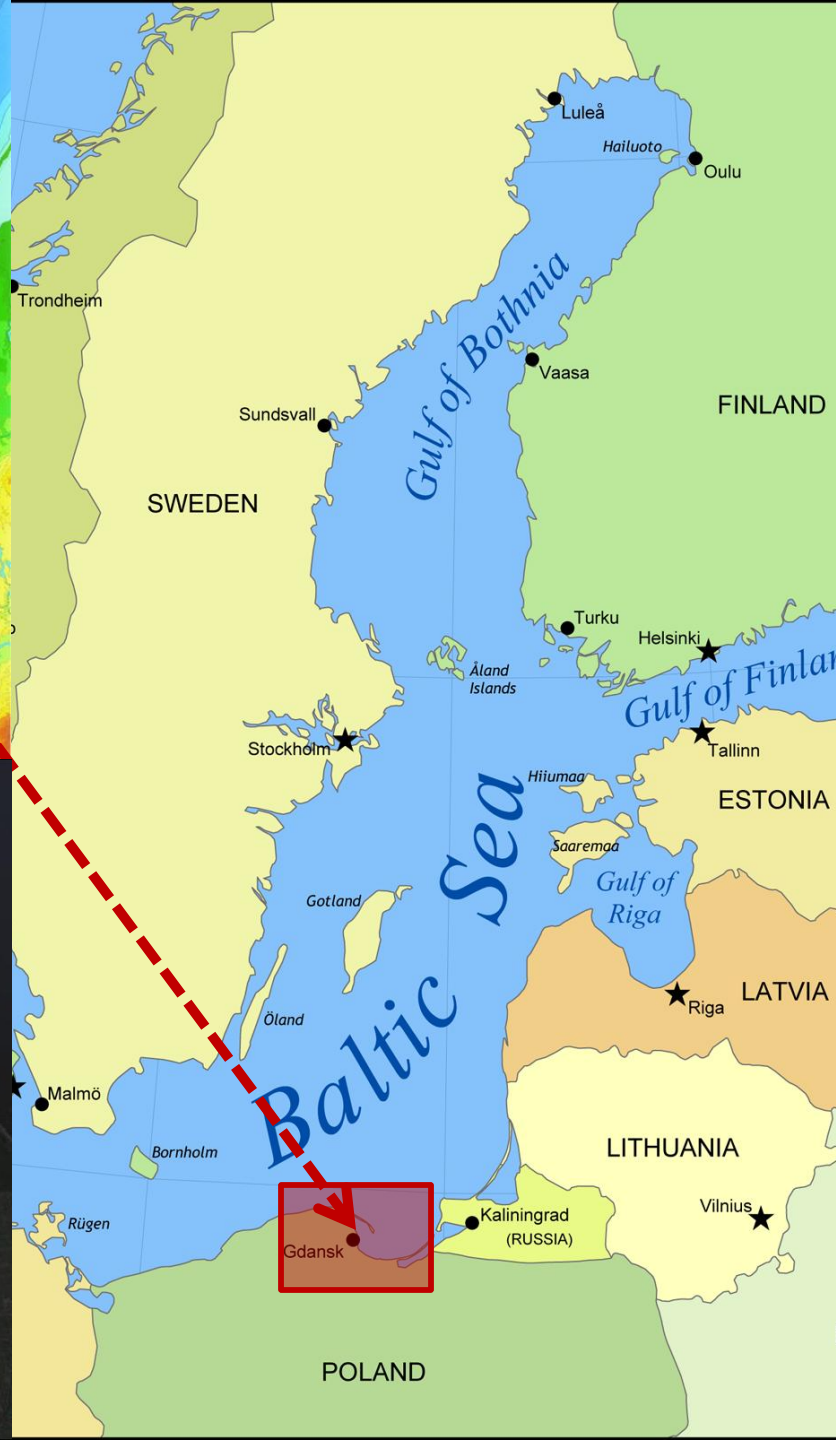 Luleå
Hailuoto
Oulu
Trondheim
Gulf of Bothnia
Vaasa
FINLAND
Sundsvall
SWEDEN
Turku
Helsinki
Åland
Islands
Gulf of Finlan
Stockholm
Tallinn
Hiiumaa
ESTONIA
Saaremaa
Gulf of
Riga
Gotland
Baltic Sea
LATVIA
Riga
Öland
Malmö
Bornholm
LITHUANIA
Vilnius
Rügen
Kaliningrad
(RUSSIA)
Gdansk
POLAND